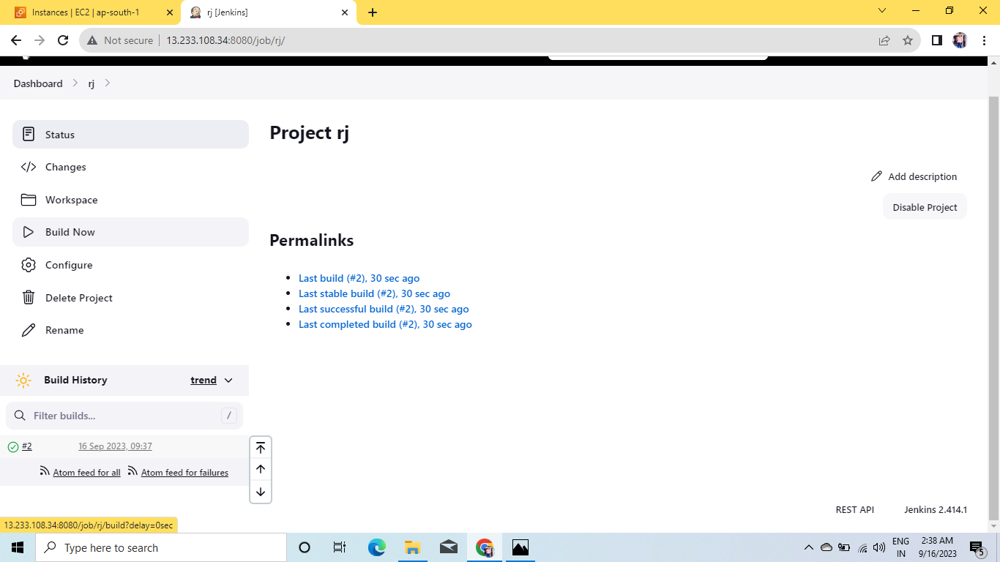 Instances | EC2 | ap-south-1
rj [Jenkins]
Not secure
13.233.108.34:8080/job/rj/
Dashboard
rj
Status
Changes
Workspace
Build Now
Configure
Delete Project
Rename
Project rj
Add description
Disable Project
Permalinks
Last build (#2), 30 sec ago
Last stable build (#2), 30 sec ago
Last successful build (#2), 30 sec ago
Last completed build (#2), 30 sec ago
Build History
trend
Filter builds...
/
#2
16 Sep 2023, 09:37
Atom feed for all
Atom feed for failures
REST API
Jenkins 2.414.1
13.233.108.34:8080/job/rj/build?delay=0sec
Type here to search
ENG
IN
2:38 AM
9/16/2023
5